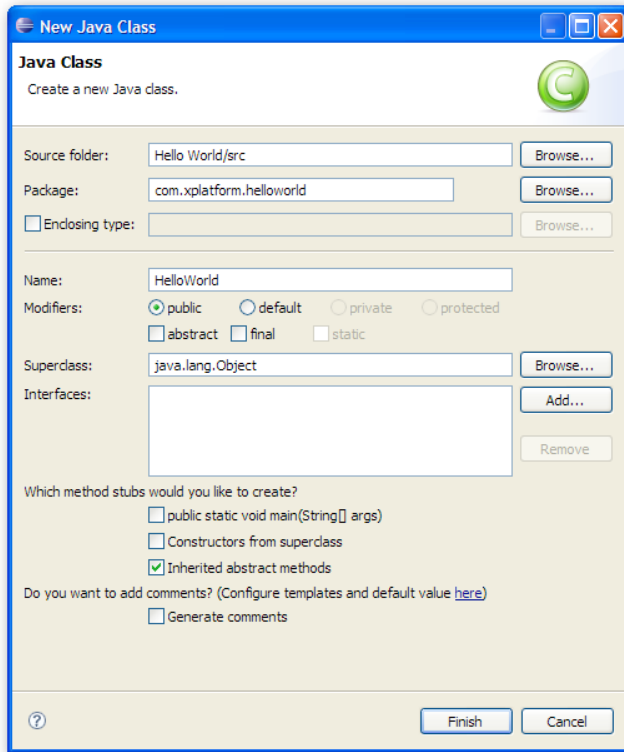 New Java Class
Java Class
Create a new Java class.
C
Source folder: Hello World/src Browse...
Package: com.xplatform.helloworld Browse...
Enclosing type: Browse...
Name: HelloWorld
Modifiers: public default private protected
abstract final static
Superclass: java.lang.Object Browse...
Interfaces: Add...
Remove
Which method stubs would you like to create?
public static void main(String[] args)
Constructors from superclass
Inherited abstract methods
Do you want to add comments? (Configure templates and default value here)
Generate comments
? Finish Cancel